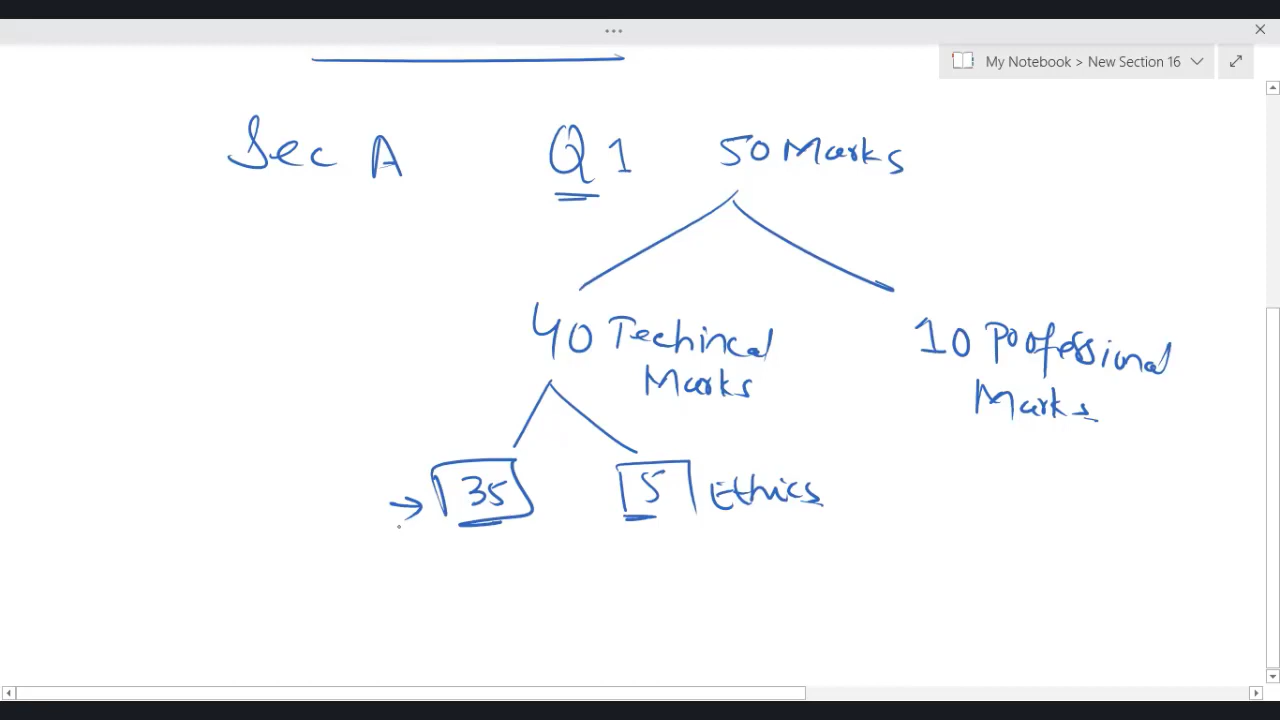 My Notebook > New Section 16
Sec A Q1 50 Marks
40 Techincal Marks
10 Professional Marks
35 5 Ethics